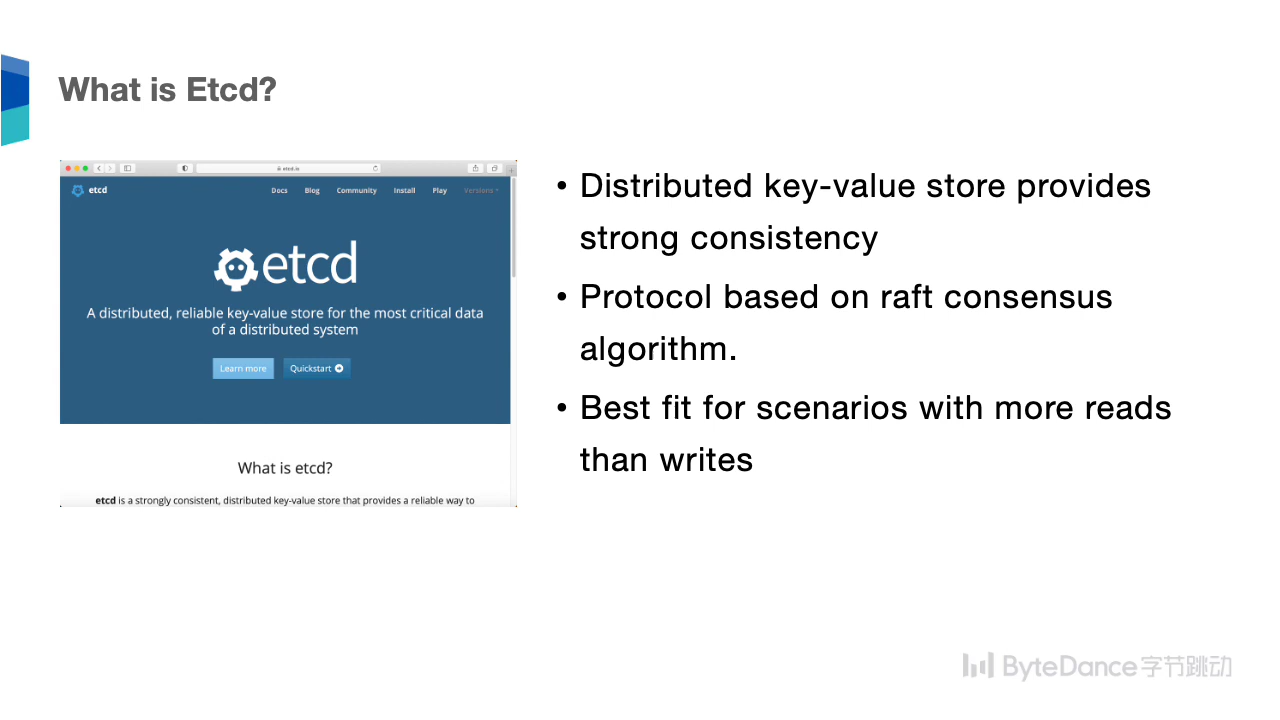 What is Etcd?
etcd.io
etcd
Docs Blog Community Install Play Versions
etcd
A distributed, reliable key-value store for the most critical data
of a distributed system
Learn more Quickstart
What is etcd?
etcd is a strongly consistent, distributed key-value store that provides a reliable way to
• Distributed key-value store provides
strong consistency
• Protocol based on raft consensus
algorithm.
• Best fit for scenarios with more reads
than writes
ByteDance字节跳动